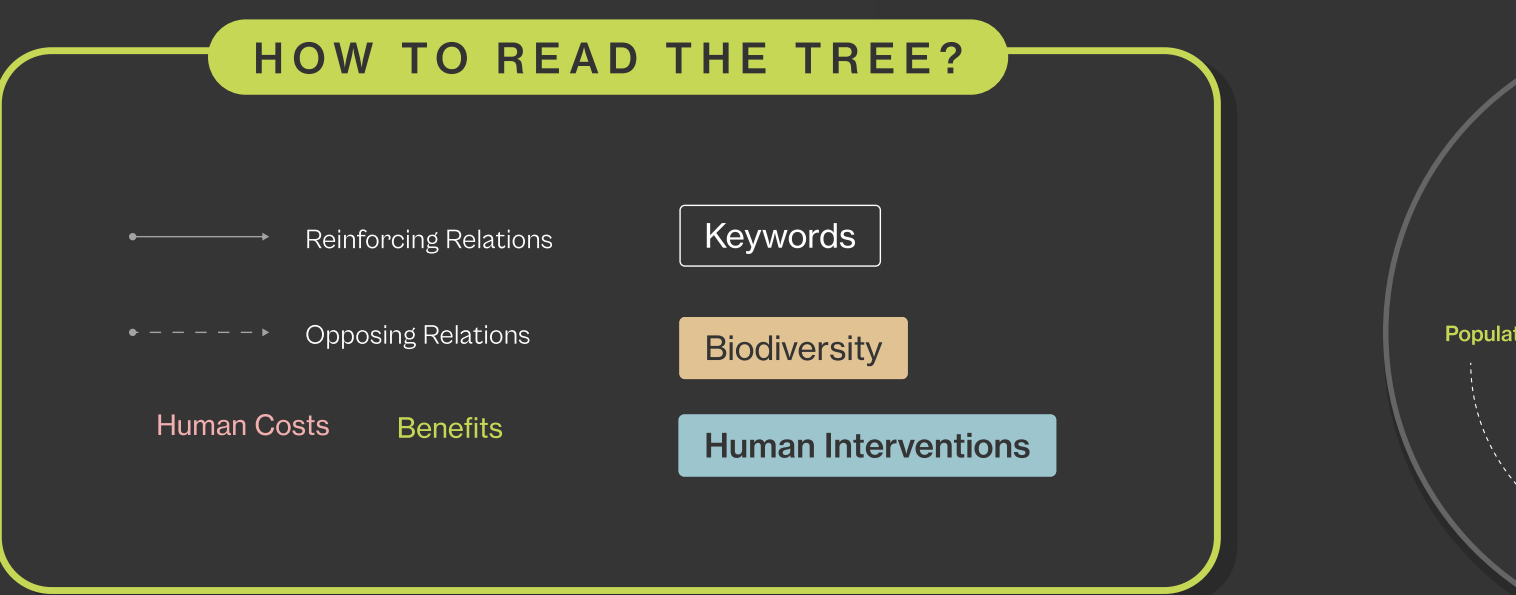 HOW TO READ THE TREE?
Reinforcing Relations
Opposing Relations
Human Costs
Benefits
Keywords
Biodiversity
Human Interventions